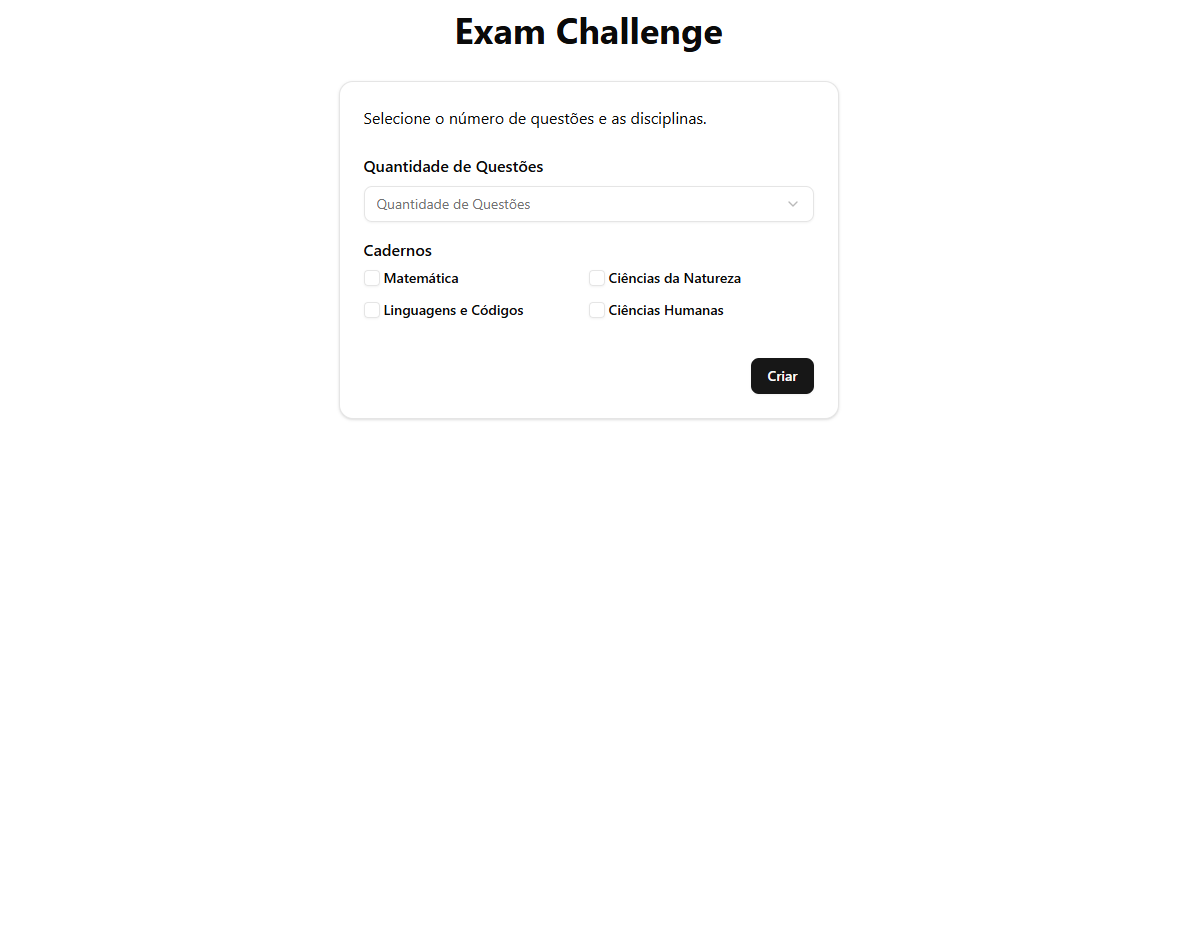 Exam Challenge
Selecione o número de questões e as disciplinas.
Quantidade de Questões
Quantidade de Questões
Cadernos
Matemática
Ciências da Natureza
Linguagens e Códigos
Ciências Humanas
Criar